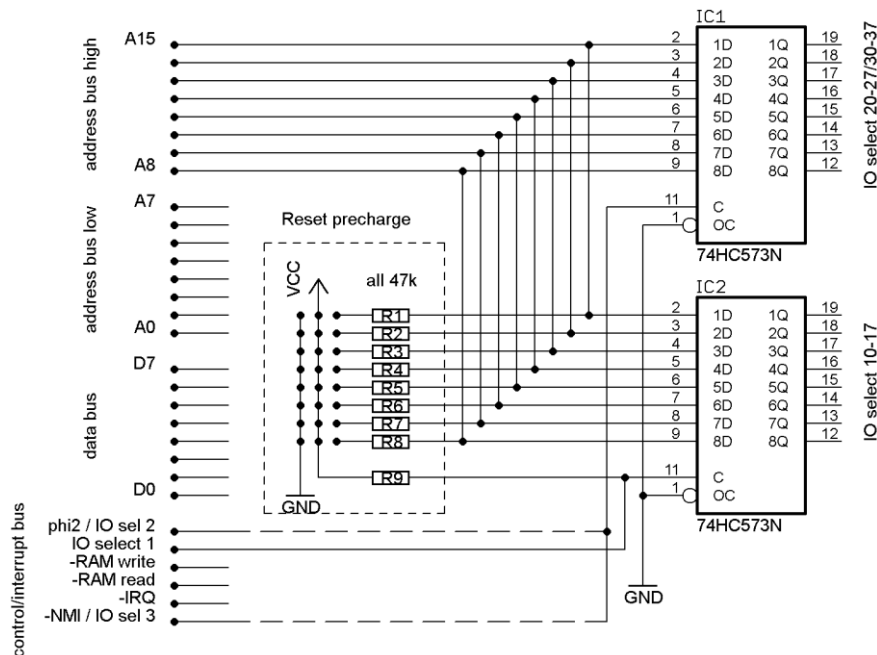 IC1
A15
address bus high
A8
2 1D 1Q 19
3 2D 2Q 18
4 3D 3Q 17
5 4D 4Q 16
6 5D 5Q 15
7 6D 6Q 14
8 7D 7Q 13
9 8D 8Q 12
11 C
1 OC
74HC573N
IO select 20-27/30-37
A7
address bus low
A0
Reset precharge
VCC
all 47k
R1
R2
R3
R4
R5
R6
R7
R8
R9
GND
IC2
2 1D 1Q 19
3 2D 2Q 18
4 3D 3Q 17
5 4D 4Q 16
6 5D 5Q 15
7 6D 6Q 14
8 7D 7Q 13
9 8D 8Q 12
11 C
1 OC
74HC573N
IO select 10-17
D7
data bus
D0
control/interrupt bus
phi2 / IO sel 2
IO select 1
-RAM write
-RAM read
-IRQ
-NMI / IO sel 3
GND